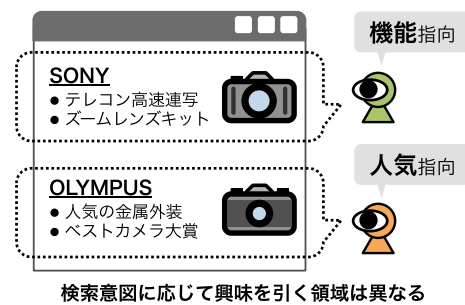 機能指向
SONY
● テレコン高速連写
● ズームレンズキット
人気指向
OLYMPUS
● 人気の金属外装
● ベストカメラ大賞
検索意図に応じて興味を引く領域は異なる